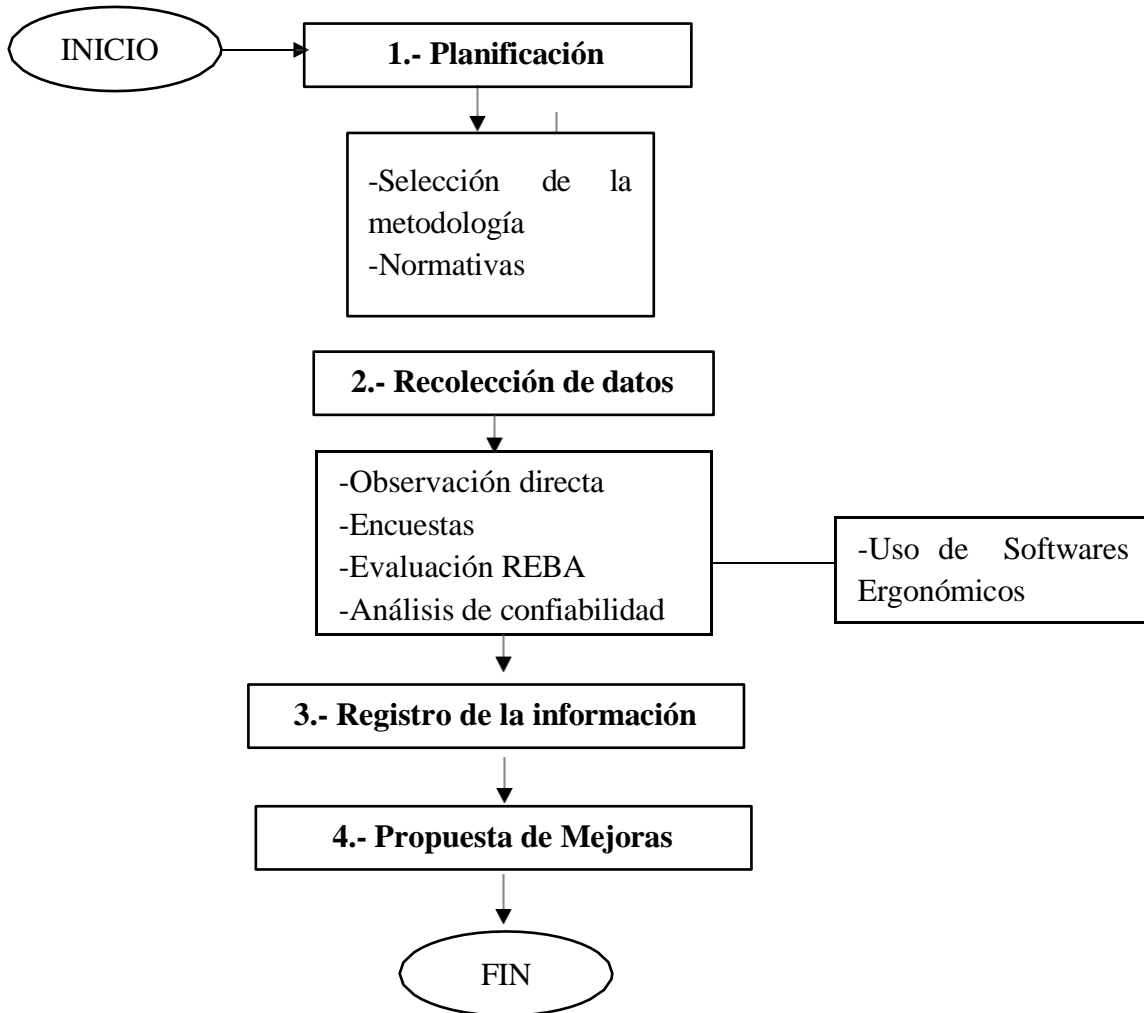 INICIO
1.- Planificación
-Selección de la
metodología
-Normativas
2.- Recolección de datos
-Observación directa
-Encuestas
-Evaluación REBA
-Análisis de confiabilidad
-Uso de Softwares
Ergonómicos
3.- Registro de la información
4.- Propuesta de Mejoras
FIN